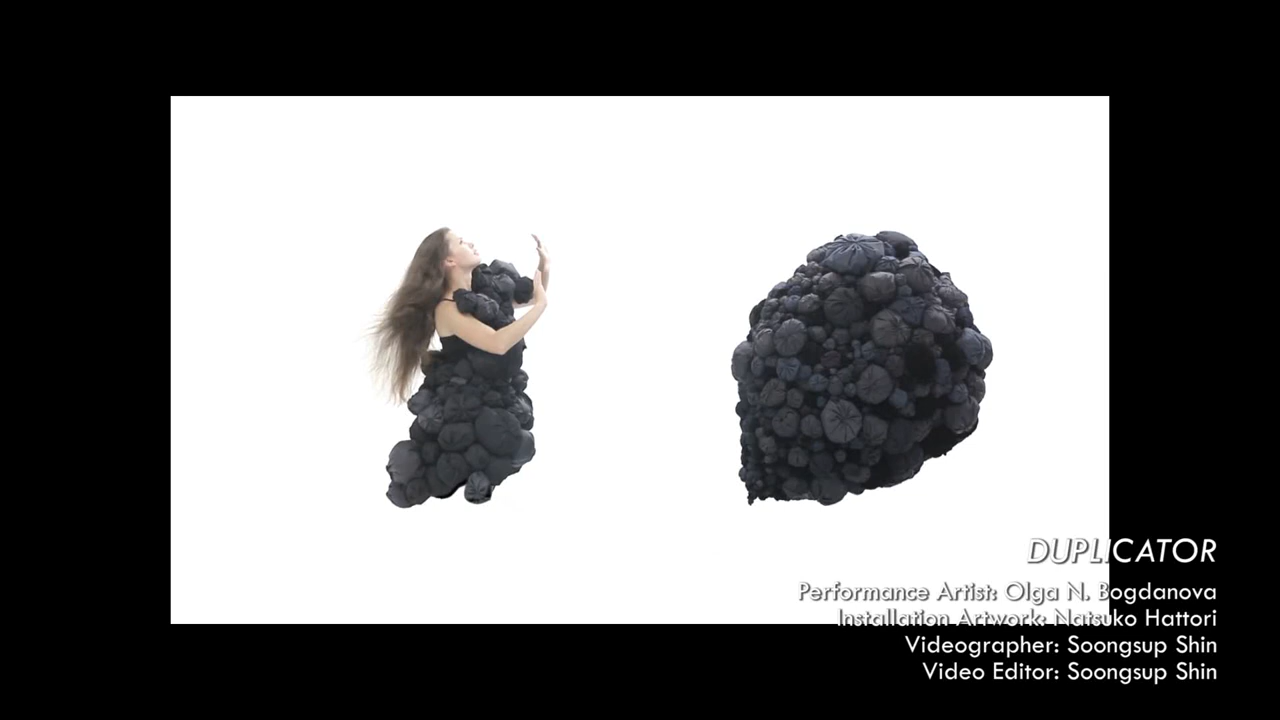 DUPLICATOR
Performance Artist: Olga N. Bogdanova
Installation Artwork: Natsuko Hattori
Videographer: Soongsup Shin
Video Editor: Soongsup Shin